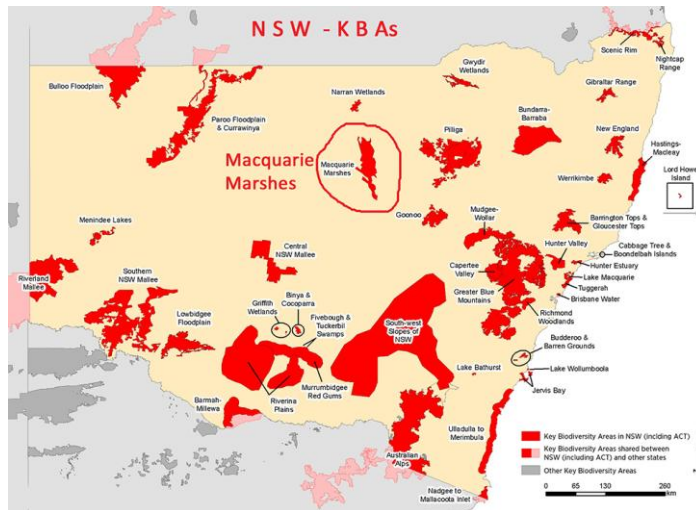 N S W - K B As
Scenic Rim
Nightcap
Range
Bulloo Floodplain
Paroo Floodplain
& Currawinya
Narran Wetlands
Gwydir
Wetlands
Gibraltar Range
Bundarra-
Barraba
New England
Pilliga
Hastings-
Macleay
Macquarie
Marshes
Macquarie
Marshes
Werrikimbe
Lord Howe
Island
Goonoo
Mudgee-
Wollar
Barrington Tops &
Gloucester Tops
Menindee Lakes
Central
NSW Mallee
Hunter Valley
Cabbage Tree &
Boondelbah Islands
Hunter Estuary
Lake Macquarie
Tuggerah
Brisbane Water
Capertee
Valley
Greater Blue
Mountains
Riverland
Mallee
Southern
NSW Mallee
Richmond
Woodlands
Lowbidgee
Floodplain
Griffith
Wetlands
Binya &
Cocoparra
Fivebough &
Tuckerbil
Swamps
South-west
Slopes of
NSW
Budderoo &
Barren Grounds
Lake Bathurst
Lake Wollumboola
Jervis Bay
Barmah-
Millewa
Riverina
Plains
Murrumbidgee
Red Gums
Ulladulla to
Merimbula
Australian
Alps
Nadgee to
Mallacoota Inlet
Key Biodiversity Areas in NSW (incding ACT)
Key Biodiversity Areas shared between
NSW (including ACT) and other states
Other Key Biodiversity Areas
0 65 130 260
km